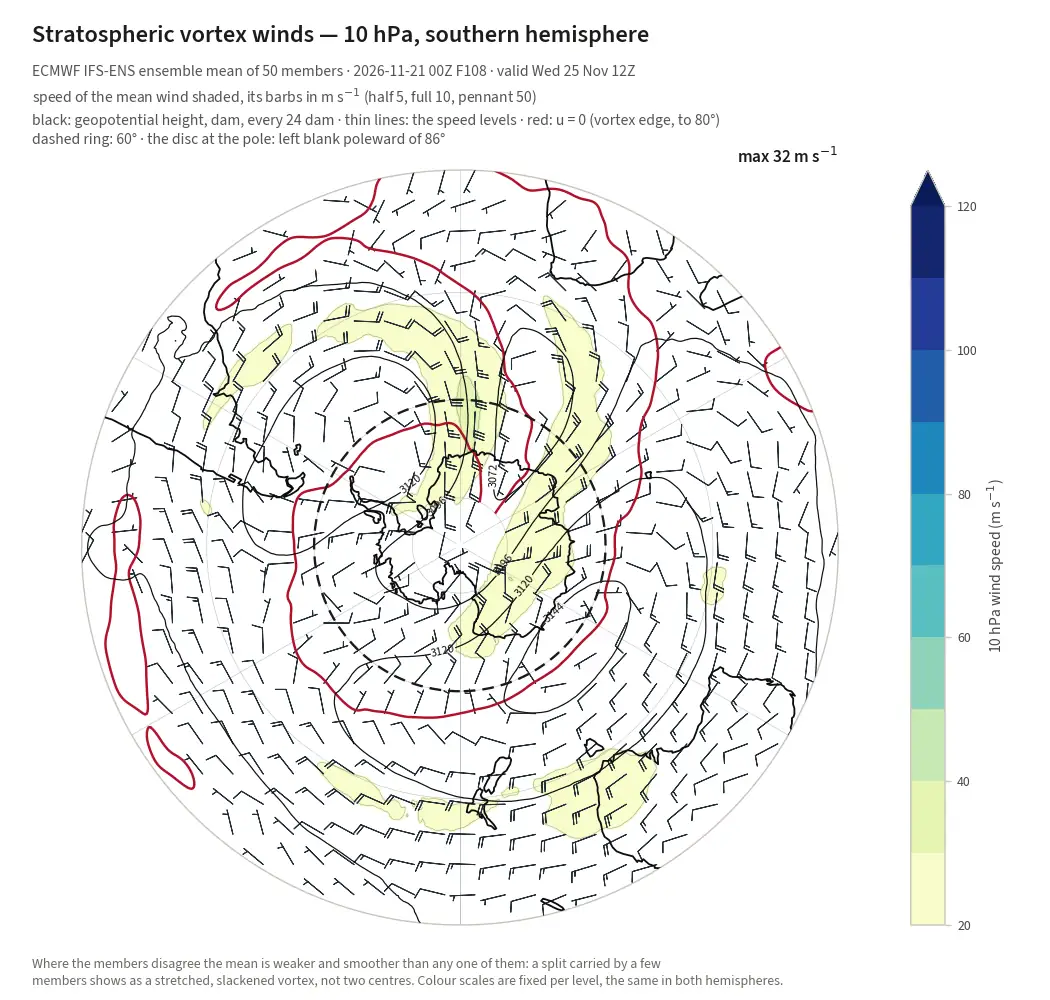 Stratospheric vortex winds — 10 hPa, southern hemisphere
ECMWF IFS-ENS ensemble mean of 50 members · 2026-11-21 00Z F108 · valid Wed 25 Nov 12Z
speed of the mean wind shaded, its barbs in m s⁻¹ (half 5, full 10, pennant 50)
black: geopotential height, dam, every 24 dam · thin lines: the speed levels · red: u = 0 (vortex edge, to 80°)
dashed ring: 60° · the disc at the pole: left blank poleward of 86°
max 32 m s⁻¹
120
100
80
60
40
20
10 hPa wind speed (m s⁻¹)
3072
3120
3120
3144
3120
Where the members disagree the mean is weaker and smoother than any one of them: a split carried by a few
members shows as a stretched, slackened vortex, not two centres. Colour scales are fixed per level, the same in both hemispheres.